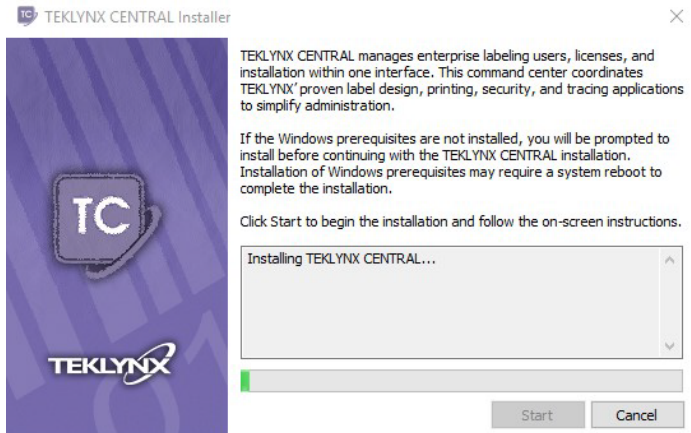 TEKLYNX CENTRAL Installer
TEKLYNX CENTRAL manages enterprise labeling users, licenses, and
installation within one interface. This command center coordinates
TEKLYNX' proven label design, printing, security, and tracing applications
to simplify administration.
If the Windows prerequisites are not installed, you will be prompted to
install before continuing with the TEKLYNX CENTRAL installation.
Installation of Windows prerequisites may require a system reboot to
complete the installation.
Click Start to begin the installation and follow the on-screen instructions.
Installing TEKLYNX CENTRAL...
TC
TEKLYNX
Start
Cancel